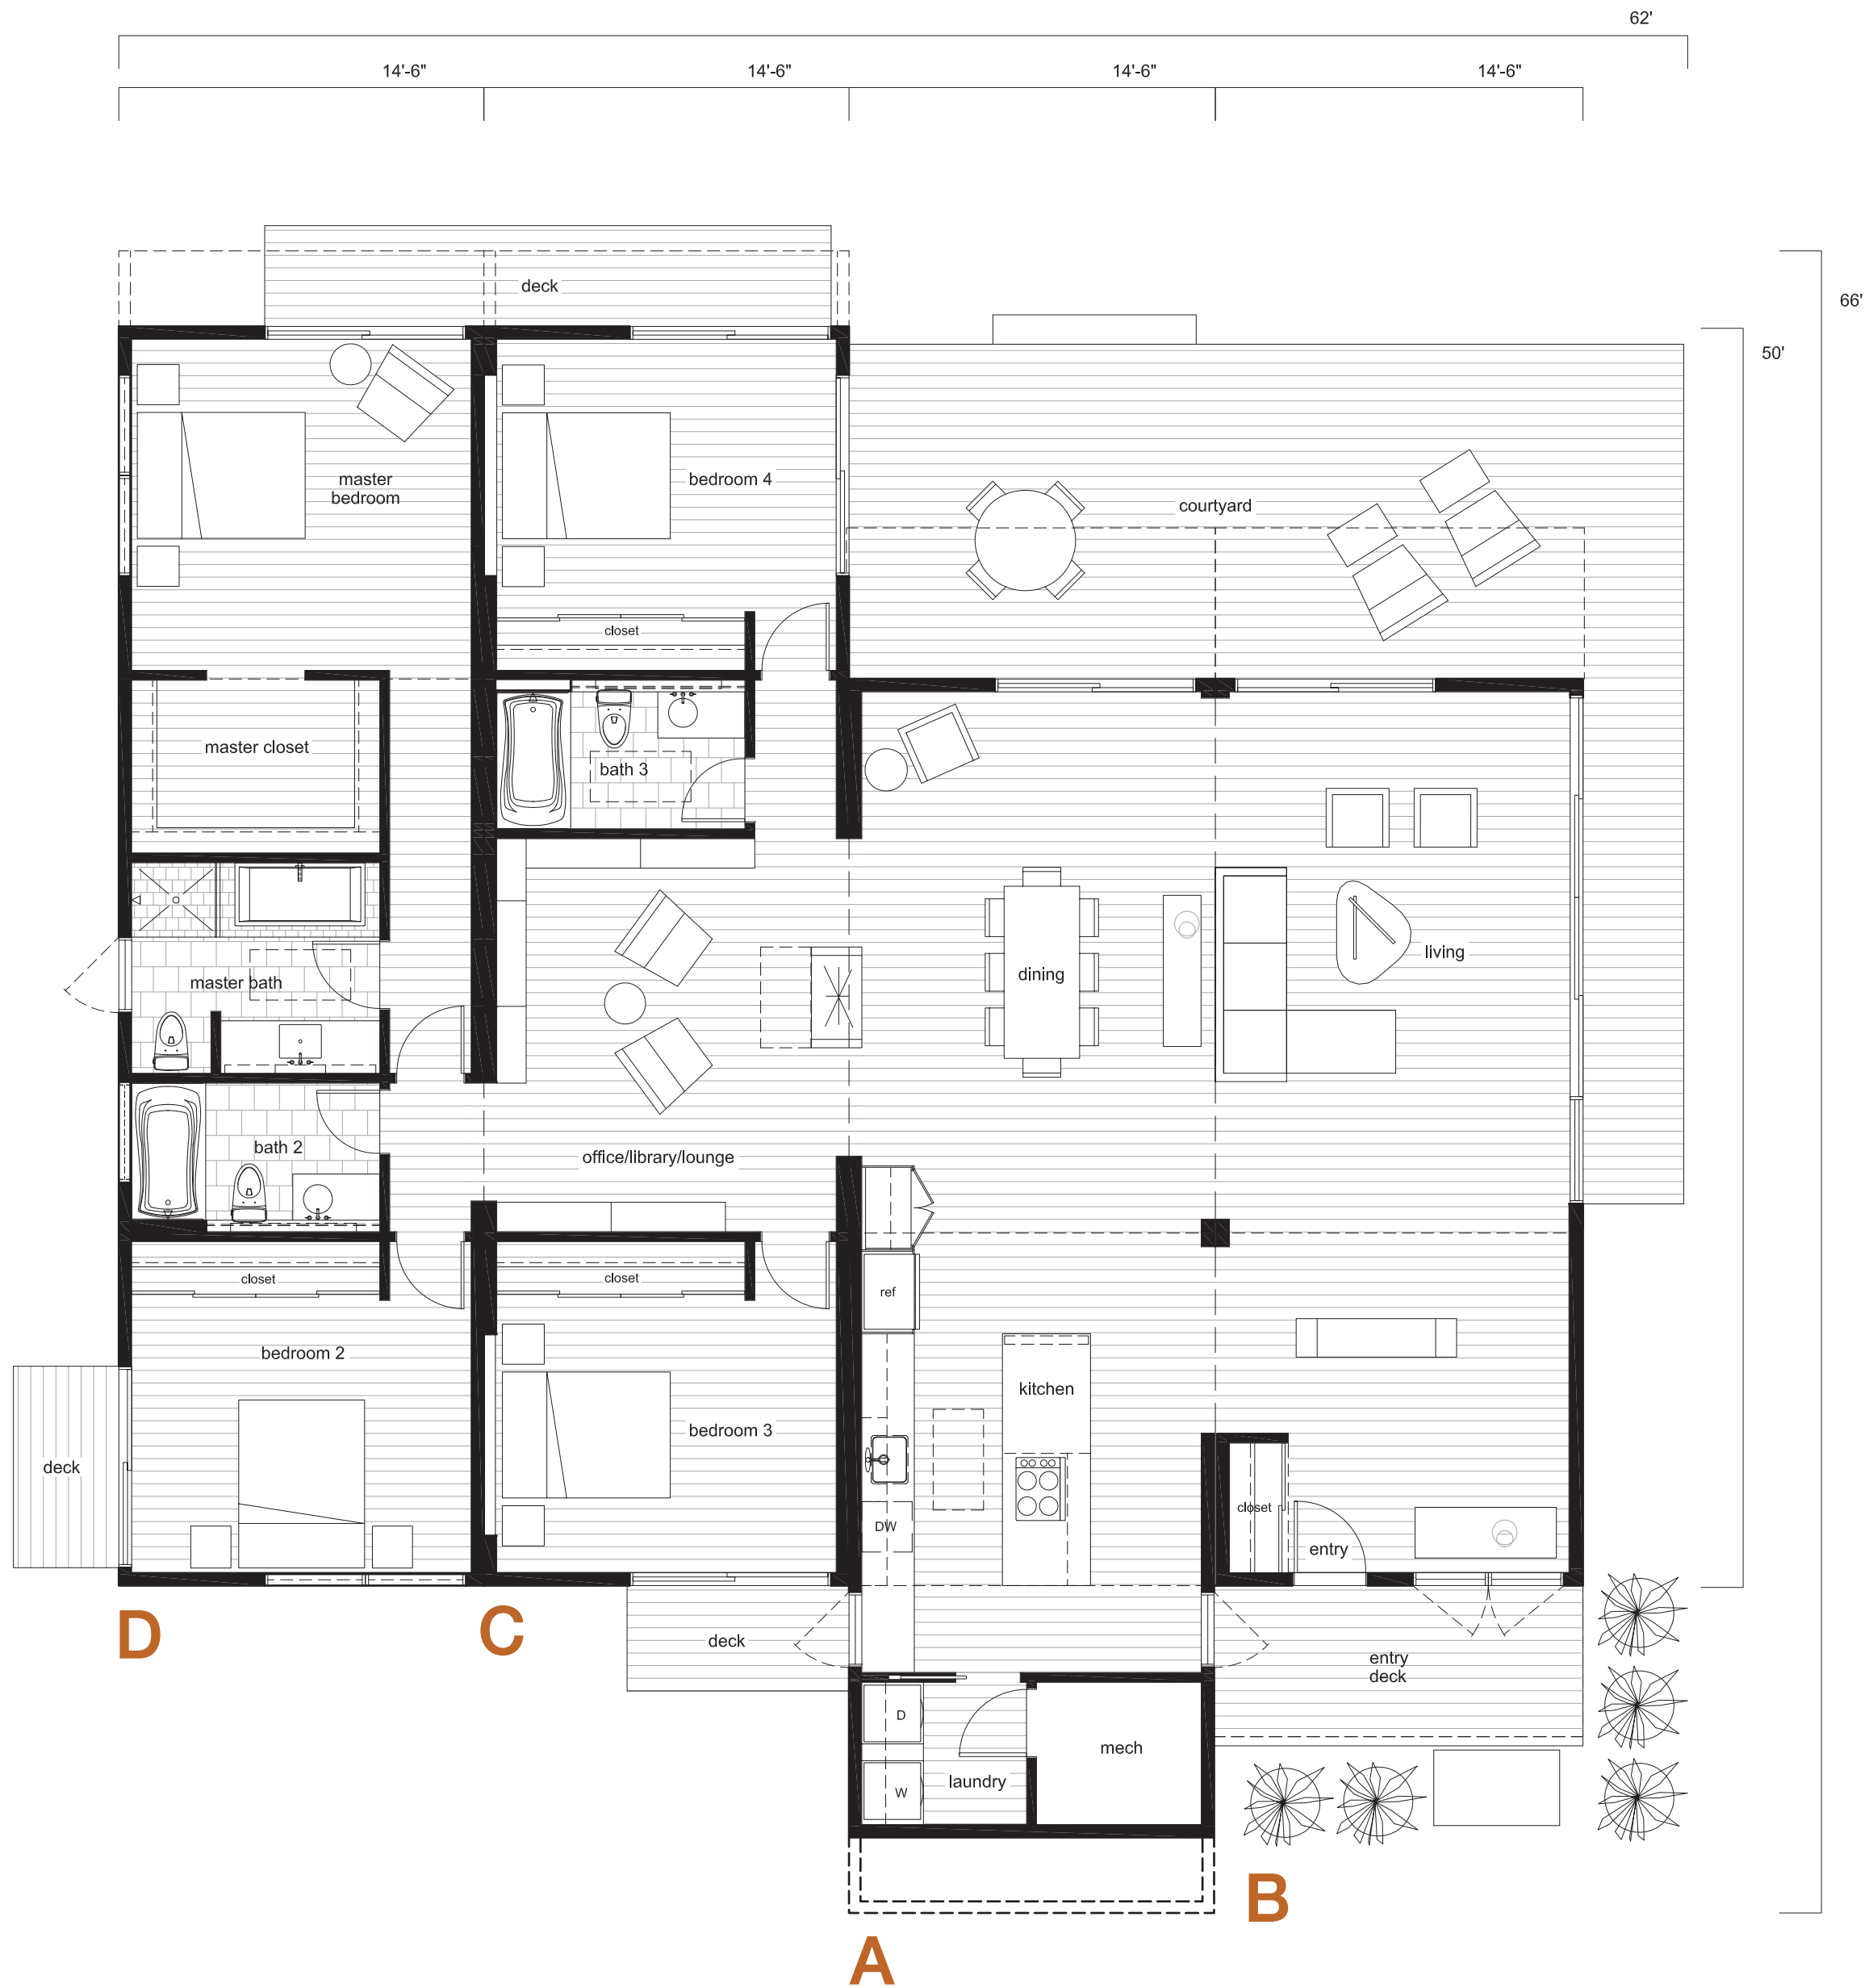 62'
14'-6"
14'-6"
14'-6"
14'-6"
deck
66'
50'
master
bedroom
bedroom 4
courtyard
closet
master closet
bath 3
living
dining
master bath
bath 2
office/library/lounge
closet
closet
ref
bedroom 2
kitchen
bedroom 3
deck
closet
DW
entry
D
C
deck
entry
deck
D
mech
laundry
W
B
A